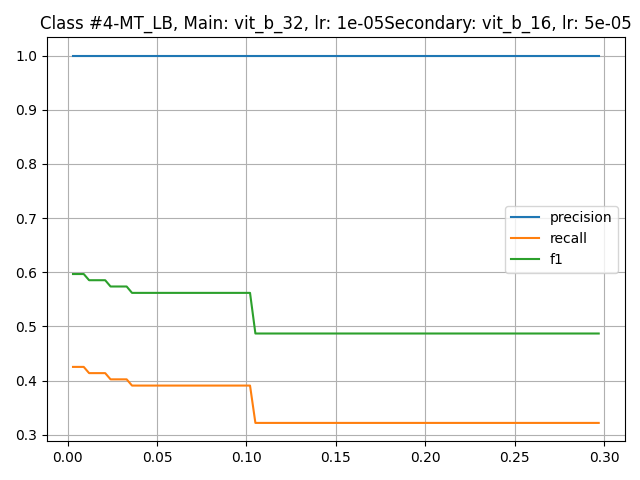 Class #4-MT_LB, Main: vit_b_32, lr: 1e-05Secondary: vit_b_16, lr: 5e-05
1.0
0.9
0.8
0.7
0.6
0.5
0.4
0.3
precision
recall
f1
0.00 0.05 0.10 0.15 0.20 0.25 0.30